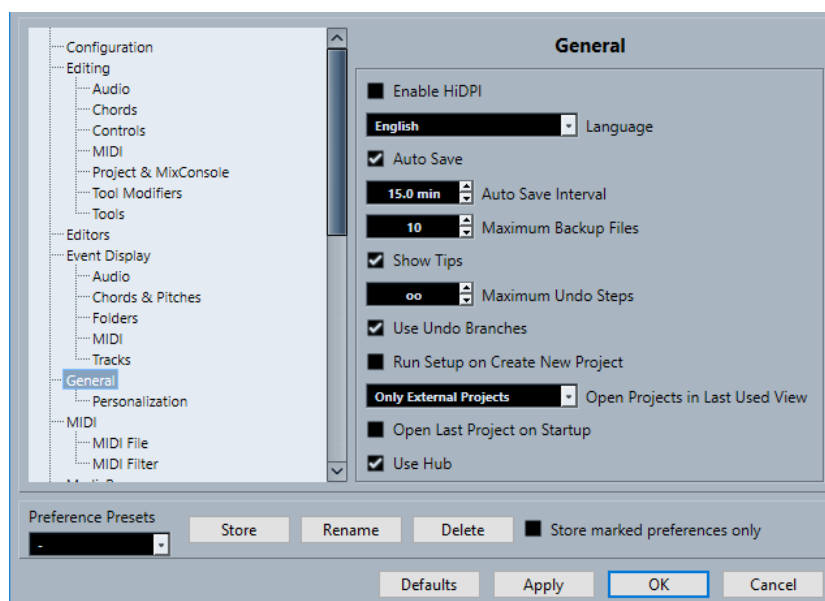 Configuration
Editing
Audio
Chords
Controls
MIDI
Project & MixConsole
Tool Modifiers
Tools
Editors
Event Display
Audio
Chords & Pitches
Folders
MIDI
Tracks
General
Personalization
MIDI
MIDI File
MIDI Filter
General
Enable HiDPI
English Language
Auto Save
15.0 min Auto Save Interval
10 Maximum Backup Files
Show Tips
oo Maximum Undo Steps
Use Undo Branches
Run Setup on Create New Project
Only External Projects Open Projects in Last Used View
Open Last Project on Startup
Use Hub
Preference Presets
-
Store Rename Delete Store marked preferences only
Defaults Apply OK Cancel